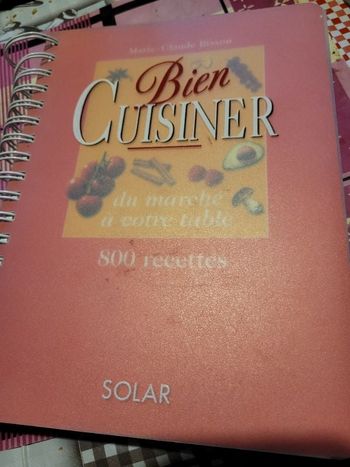 Marie-Claude Bisson
Bien
CUISINER
du marché
à votre table
800 recettes
SOLAR